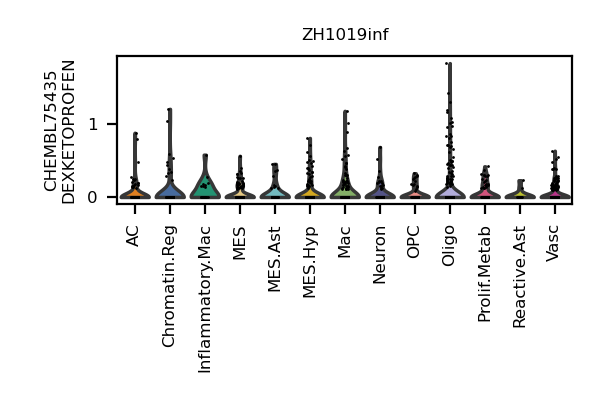 ZH1019inf
CHEMBL75435
DEXKETOPROFEN
1
0
AC
Chromatin.Reg
Inflammatory.Mac
MES
MES.Ast
MES.Hyp
Mac
Neuron
OPC
Oligo
Prolif.Metab
Reactive.Ast
Vasc